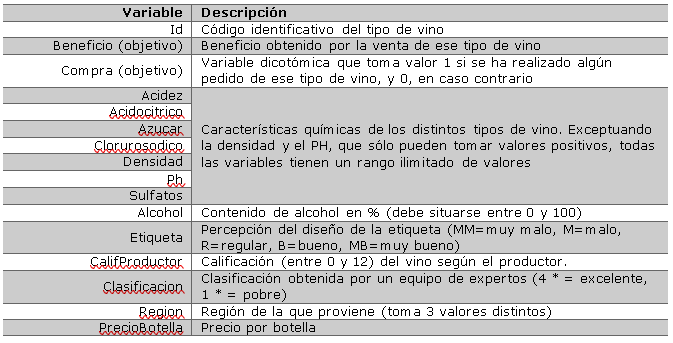 Variable Descripción
Id Código identificativo del tipo de vino
Beneficio (objetivo) Beneficio obtenido por la venta de ese tipo de vino
Compra (objetivo) Variable dicotómica que toma valor 1 si se ha realizado algún
pedido de ese tipo de vino, y 0, en caso contrario
Acidez
Acidocitrico
Azucar
Clorurosodico
Densidad
Ph
Sulfatos
Características químicas de los distintos tipos de vino. Exceptuando
la densidad y el PH, que sólo pueden tomar valores positivos, todas
las variables tienen un rango ilimitado de valores
Alcohol Contenido de alcohol en % (debe situarse entre 0 y 100)
Etiqueta Percepción del diseño de la etiqueta (MM=muy malo, M=malo,
R=regular, B=bueno, MB=muy bueno)
CalifProductor Calificación (entre 0 y 12) del vino según el productor.
Clasificacion Clasificación obtenida por un equipo de expertos (4 * = excelente,
1 * = pobre)
Region Región de la que proviene (toma 3 valores distintos)
PrecioBotella Precio por botella